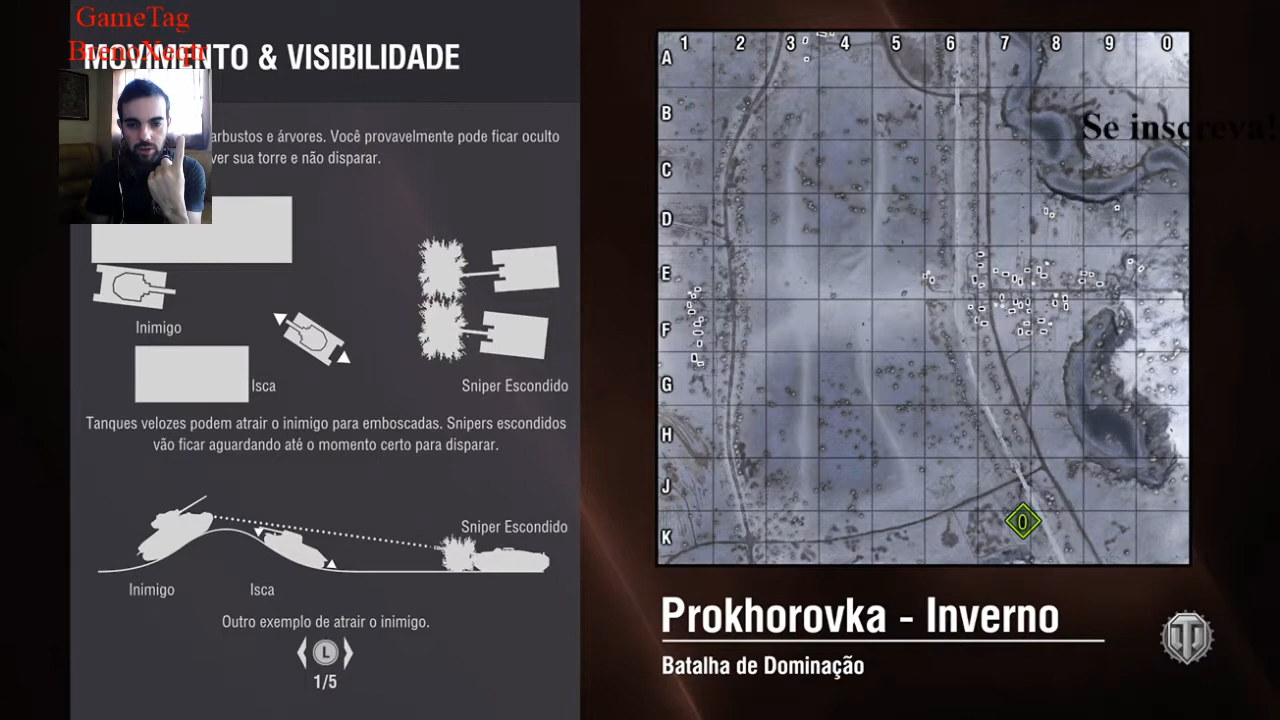 GameTag
BrenoXeqtr
MOVIMENTO & VISIBILIDADE
arbustos e árvores. Você provavelmente pode ficar oculto
ver sua torre e não disparar.
Inimigo
Isca
Sniper Escondido
Tanques velozes podem atrair o inimigo para emboscadas. Snipers escondidos
vão ficar aguardando até o momento certo para disparar.
Sniper Escondido
Inimigo
Isca
Outro exemplo de atrair o inimigo.
L
1/5
1 2 3 4 5 6 7 8 9 0
A
B
Se inscreva
C
D
E
F
G
H
J
K
0
Prokhorovka - Inverno
Batalha de Dominação